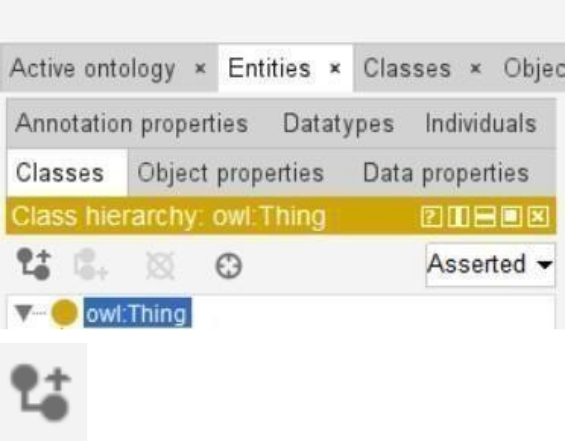 Active ontology × Entities × Classes × Objec
Annotation properties Datatypes Individuals
Classes Object properties Data properties
Class hierarchy: owl:Thing
Asserted
owl:Thing